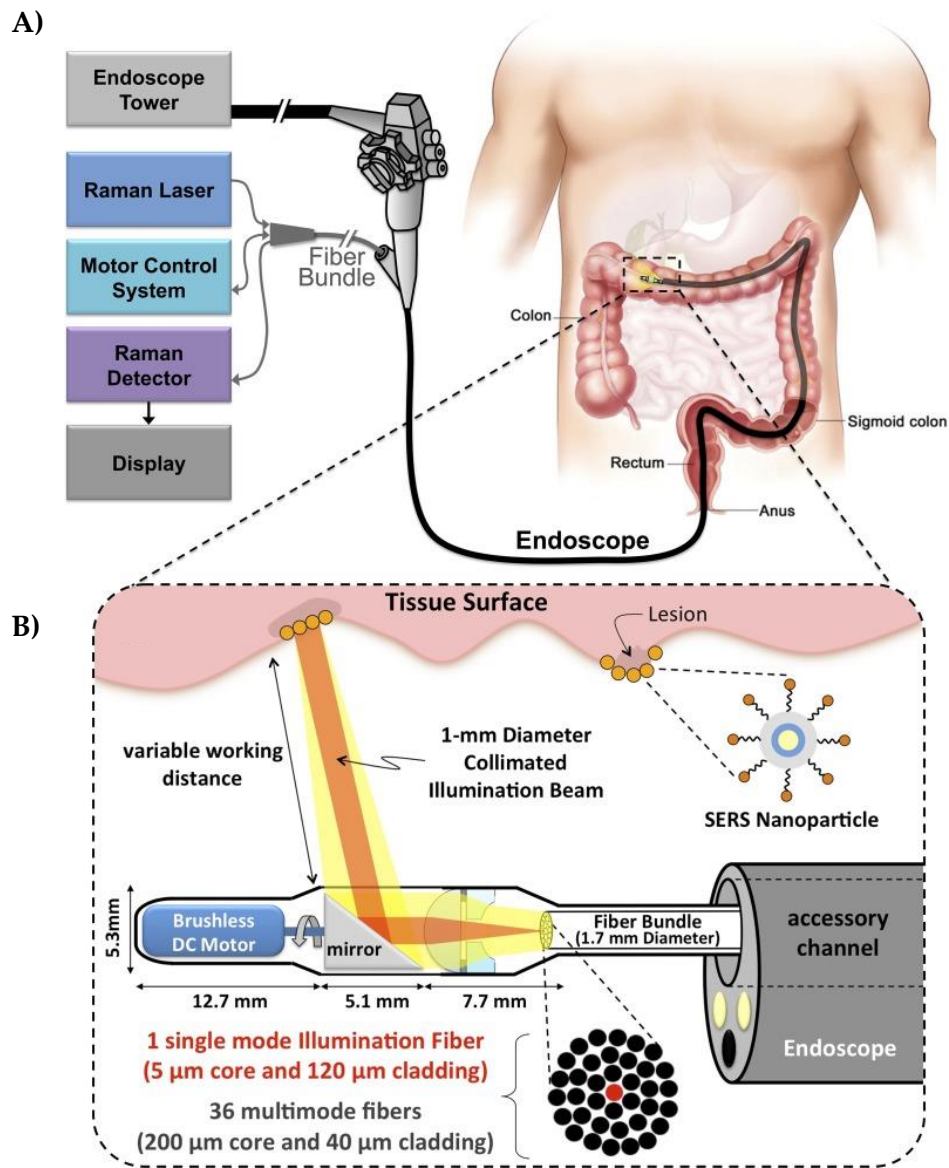 A)
Endoscope
Tower
Raman Laser
Motor Control
System
Raman
Detector
Display
Fiber
Bundle
Colon
Sigmoid colon
Rectum
Anus
Endoscope
B)
Tissue Surface
Lesion
variable working
distance
1-mm Diameter
Collimated
Illumination Beam
SERS Nanoparticle
5.3mm
Brushless
DC Motor
mirror
Fiber Bundle
(1.7 mm Diameter)
accessory
channel
12.7 mm
5.1 mm
7.7 mm
Endoscope
1 single mode Illumination Fiber
(5 μm core and 120 μm cladding)
36 multimode fibers
(200 μm core and 40 μm cladding)